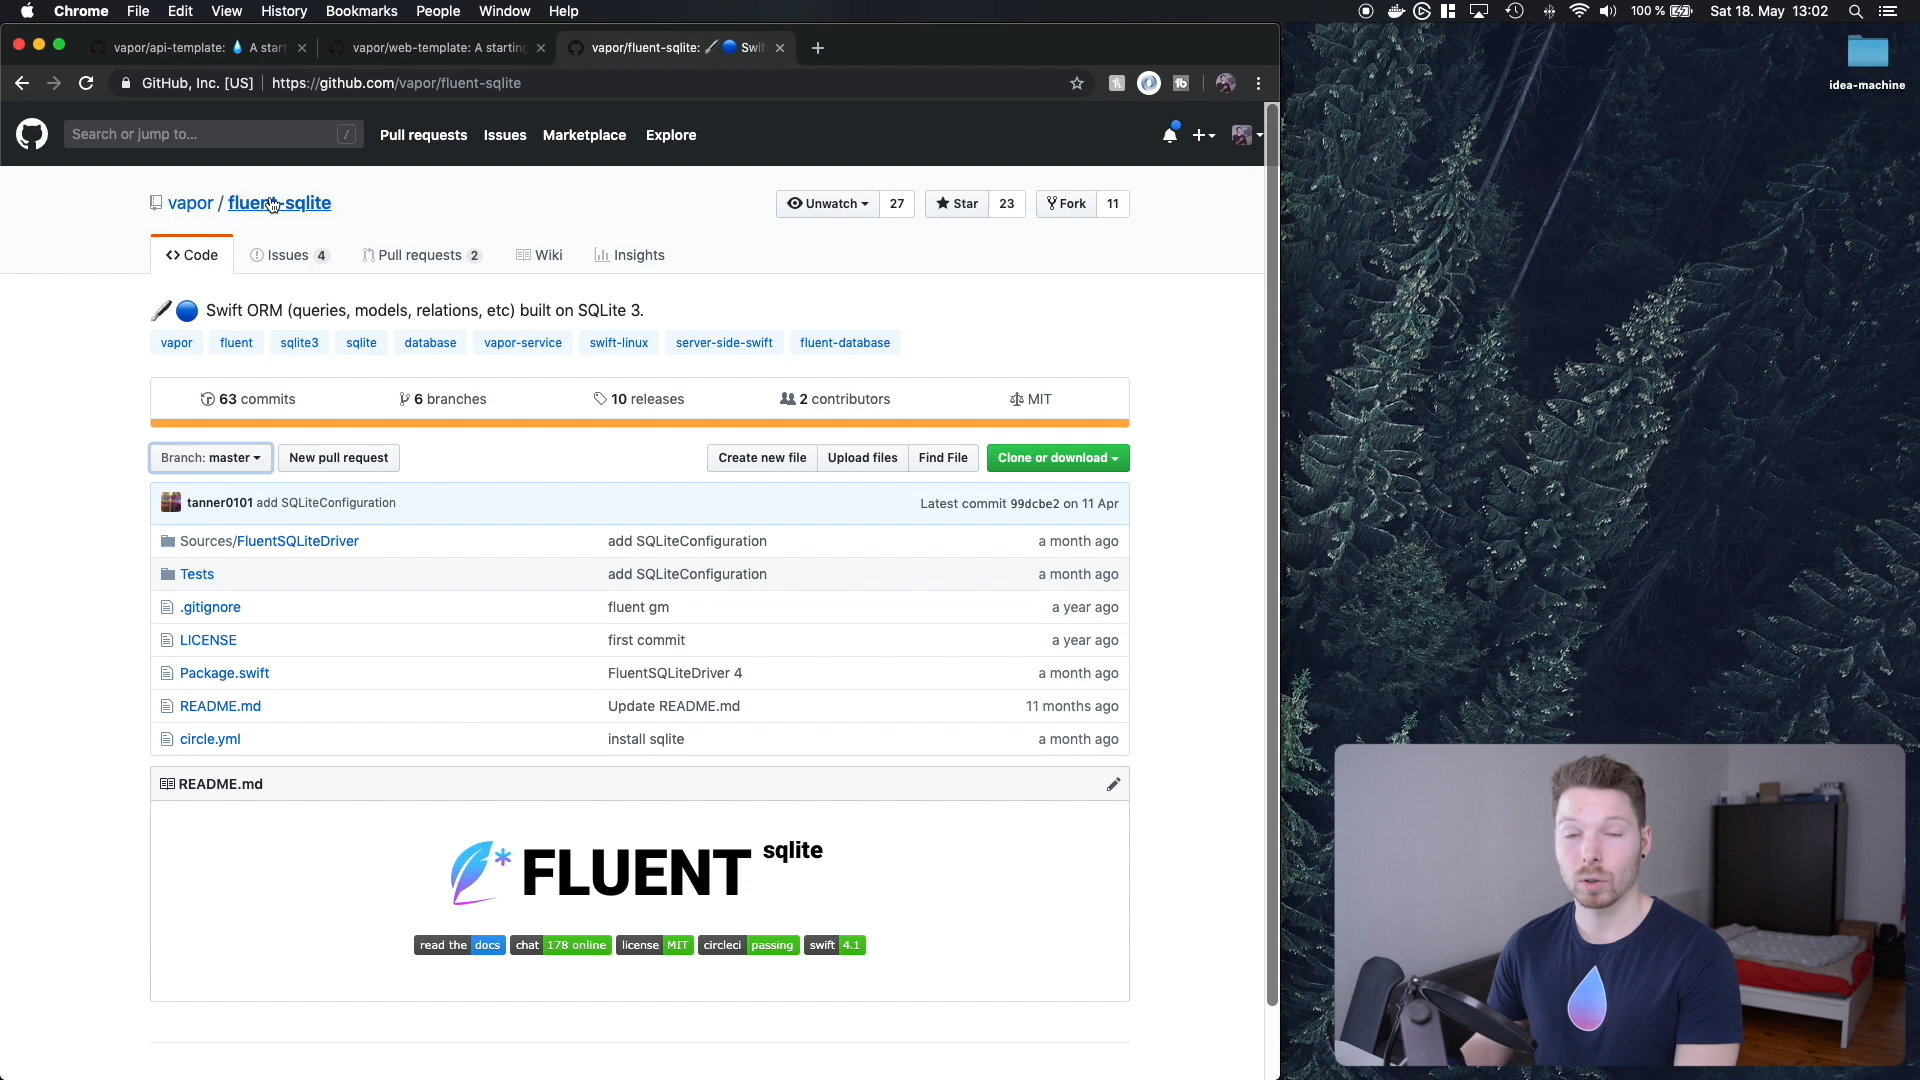 Chrome File Edit View History Bookmarks People Window Help
100 % Sat 18. May 13:02
vapor/api-template: 💧 A start
vapor/web-template: A starting
vapor/fluent-sqlite: 🖋🔵 Swif
GitHub, Inc. [US] https://github.com/vapor/fluent-sqlite
idea-machine
Search or jump to... /
Pull requests Issues Marketplace Explore
vapor / fluent-sqlite
Unwatch 27 Star 23 Fork 11
Code Issues 4 Pull requests 2 Wiki Insights
Swift ORM (queries, models, relations, etc) built on SQLite 3.
vapor fluent sqlite3 sqlite database vapor-service swift-linux server-side-swift fluent-database
63 commits 6 branches 10 releases 2 contributors MIT
Branch: master New pull request Create new file Upload files Find File Clone or download
tanner0101 add SQLiteConfiguration Latest commit 99dcbe2 on 11 Apr
Sources/FluentSQLiteDriver add SQLiteConfiguration a month ago
Tests add SQLiteConfiguration a month ago
.gitignore fluent gm a year ago
LICENSE first commit a year ago
Package.swift FluentSQLiteDriver 4 a month ago
README.md Update README.md 11 months ago
circle.yml install sqlite a month ago
README.md
FLUENT sqlite
read the docs chat 178 online license MIT circleci passing swift 4.1